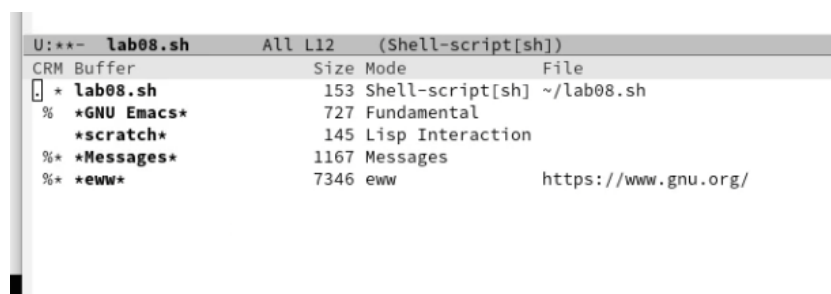 U:**-  lab08.sh       All L12    (Shell-script[sh])
CRM Buffer                Size Mode             File
. * lab08.sh               153 Shell-script[sh] ~/lab08.sh
 %  *GNU Emacs*            727 Fundamental
    *scratch*              145 Lisp Interaction
 %* *Messages*            1167 Messages
 %* *eww*                 7346 eww              https://www.gnu.org/